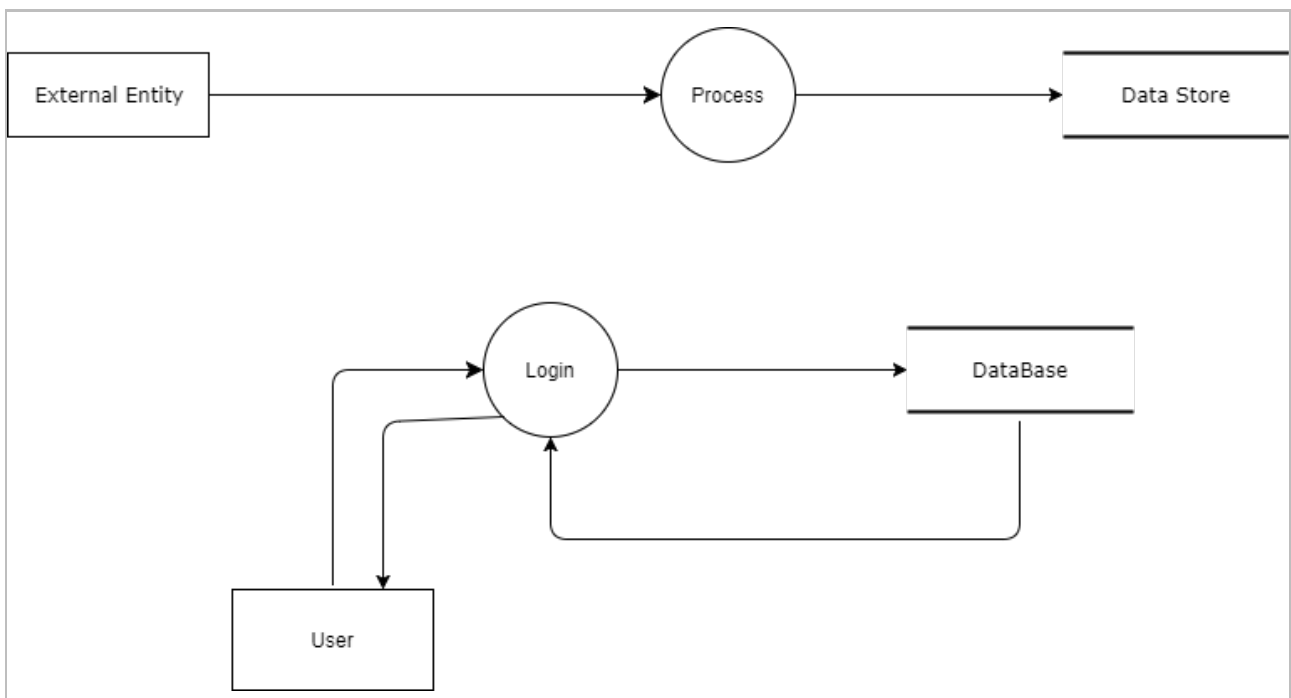 External Entity
Process
Data Store
Login
DataBase
User